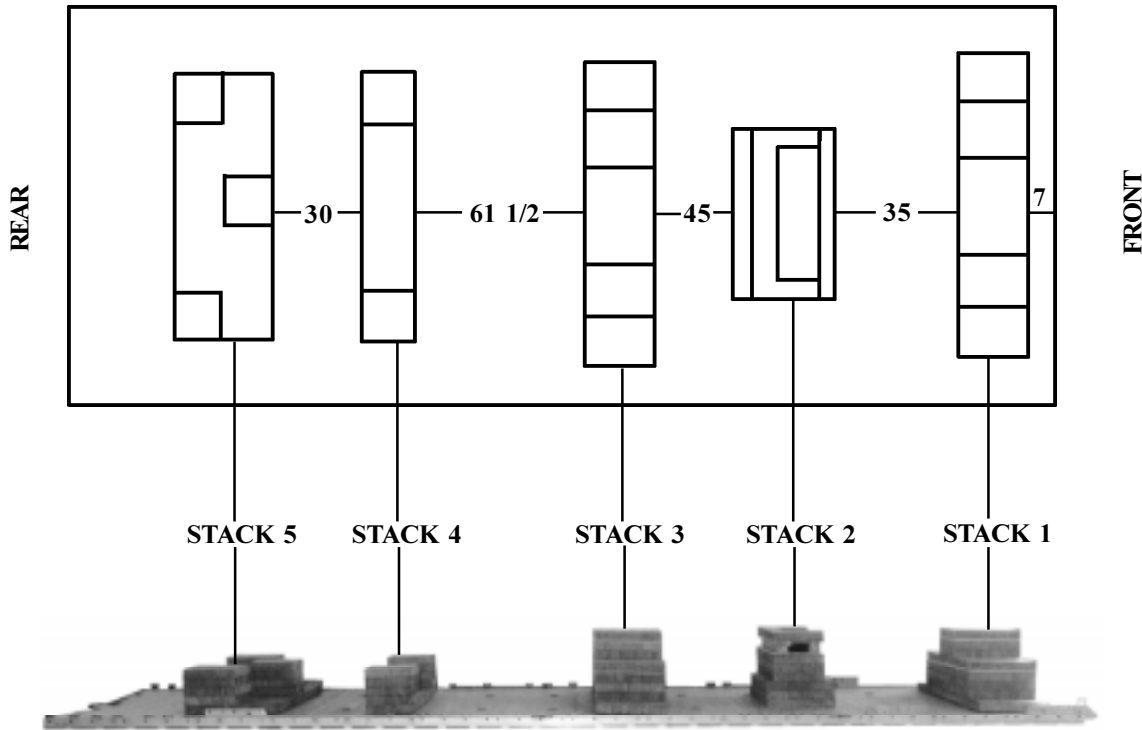 REAR
30
61 1/2
45
35
7
FRONT
STACK 5
STACK 4
STACK 3
STACK 2
STACK 1